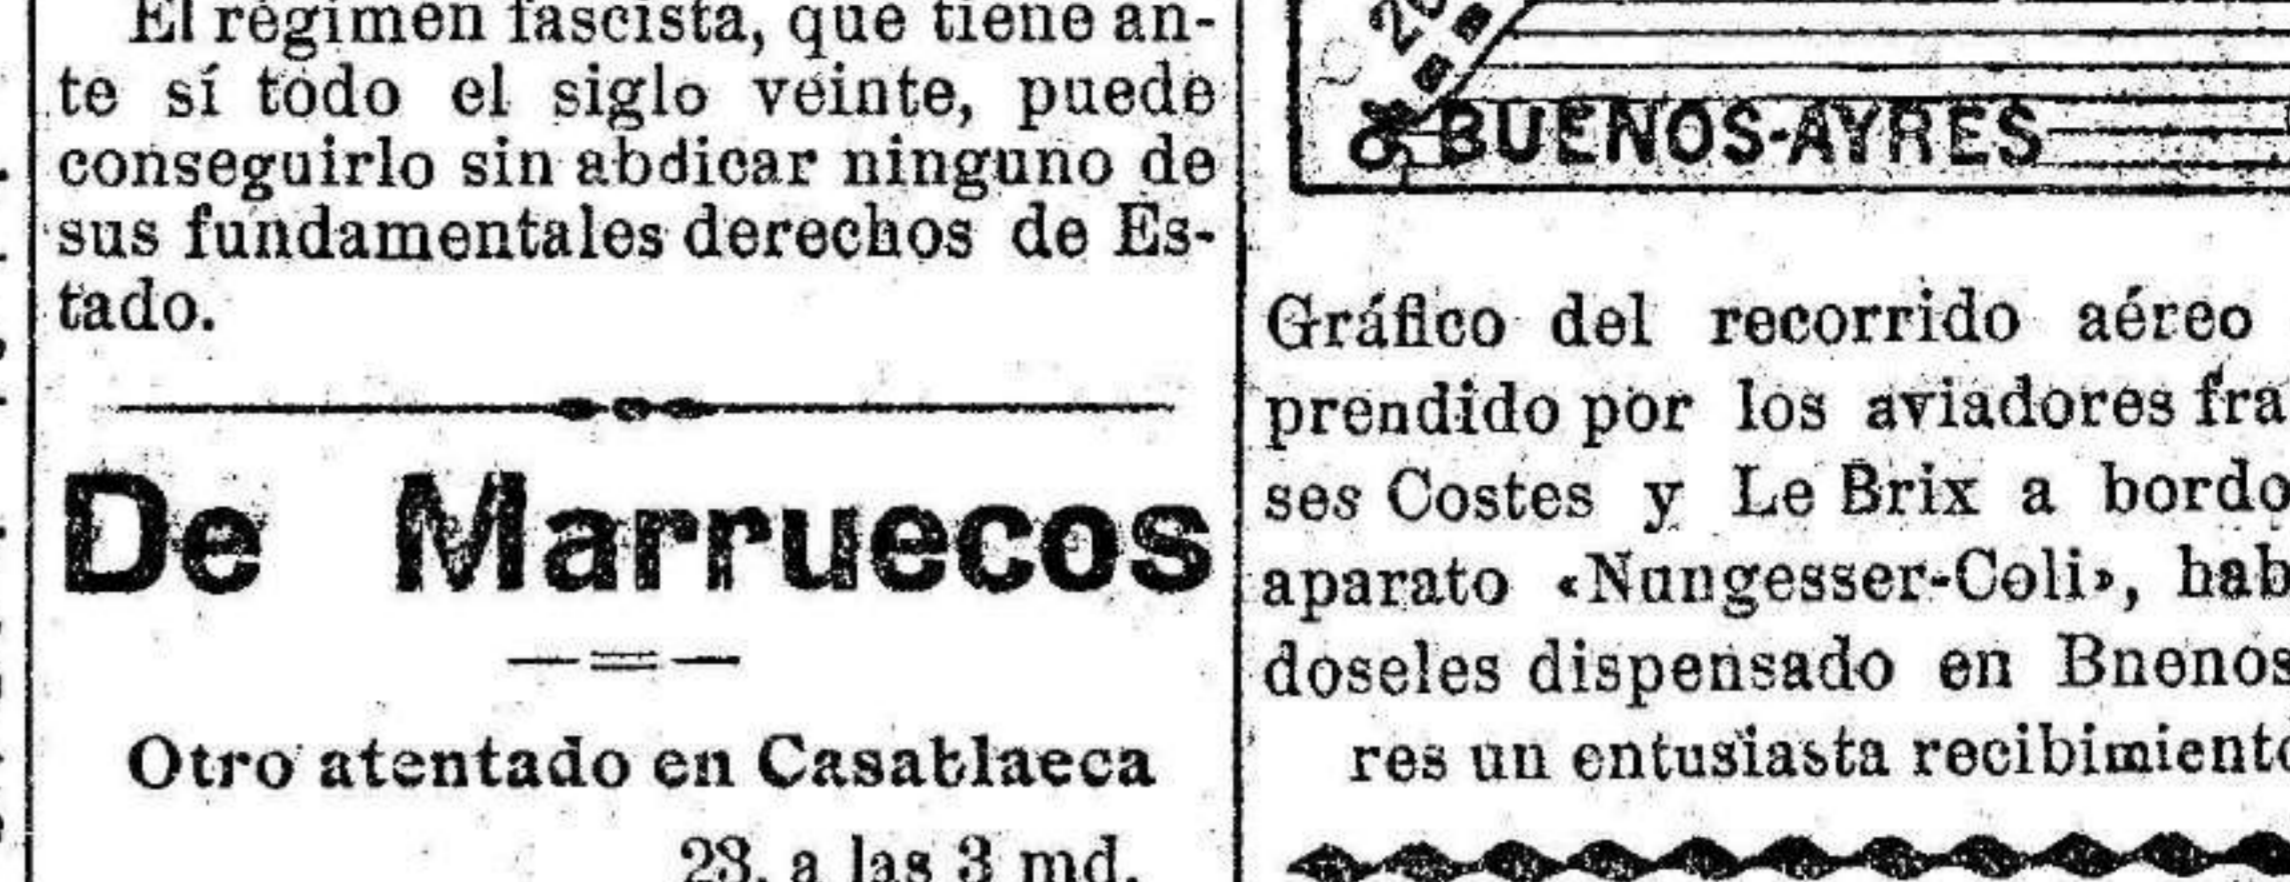 El régimen fascista, que tiene an-
te sí todo el siglo veinte, puede
conseguirlo sin abdicar ninguno de
sus fundamentales derechos de Es-
tado.
De Marruecos
Otro atentado en Casablaeca
23, a las 3 md.
BUENOS-AYRES
Gráfico del recorrido aéreo
prendido por los aviadores fra
ses Costes y Le Brix a bordo
aparato «Nungesser-Coli», hab
doseles dispensado en Bnenos
res un entusiasta recibimiento